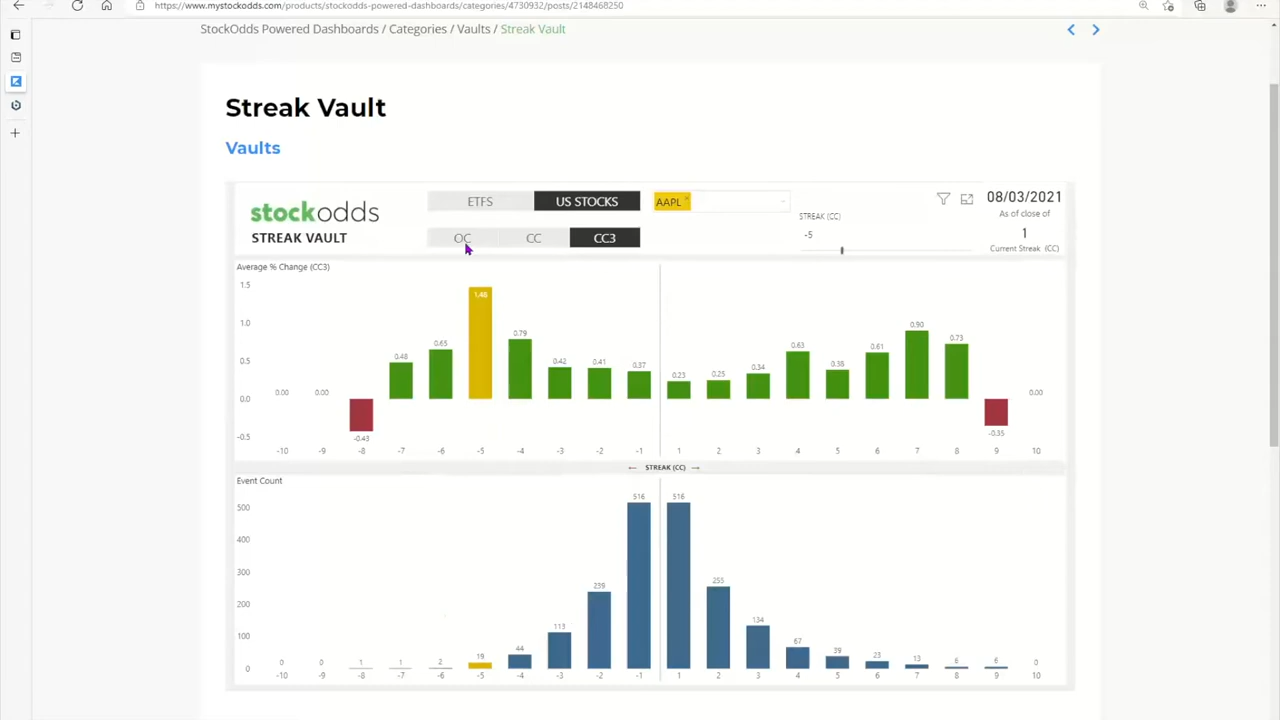 https://www.mystockodds.com/products/stockodds-powered-dashboards/categories/4730932/posts/2148468250
StockOdds Powered Dashboards / Categories / Vaults / Streak Vault
Streak Vault
Vaults
stockodds
STREAK VAULT
ETFS US STOCKS
OC CC CC3
AAPL
STREAK (CC)
-5
08/03/2021
As of close of
1
Current Streak (CC)
Average % Change (CC3)
1.5
1.0
0.5
0.0
-0.5
0.00 0.00 -0.43 0.48 0.65 1.48 0.79 0.42 0.41 0.37 0.23 0.25 0.34 0.63 0.38 0.61 0.90 0.73 -0.35 0.00
-10 -9 -8 -7 -6 -5 -4 -3 -2 -1 1 2 3 4 5 6 7 8 9 10
← STREAK (CC) →
Event Count
500
400
300
200
100
0
0 0 1 1 2 19 44 113 239 516 516 255 134 67 39 23 13 6 6 0
-10 -9 -8 -7 -6 -5 -4 -3 -2 -1 1 2 3 4 5 6 7 8 9 10